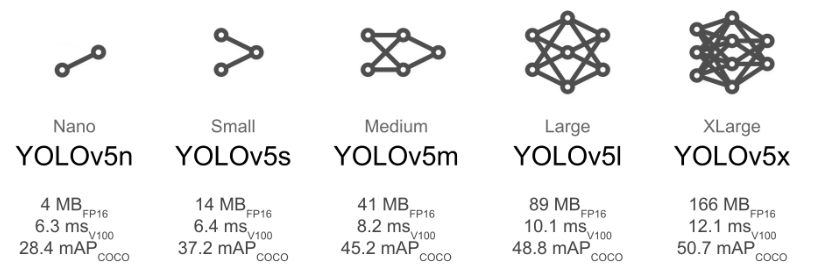 Nano Small Medium Large XLarge
YOLOv5n YOLOv5s YOLOv5m YOLOv5l YOLOv5x
4 MB FP16 14 MB FP16 41 MB FP16 89 MB FP16 166 MB FP16
6.3 ms V100 6.4 ms V100 8.2 ms V100 10.1 ms V100 12.1 ms V100
28.4 mAP COCO 37.2 mAP COCO 45.2 mAP COCO 48.8 mAP COCO 50.7 mAP COCO